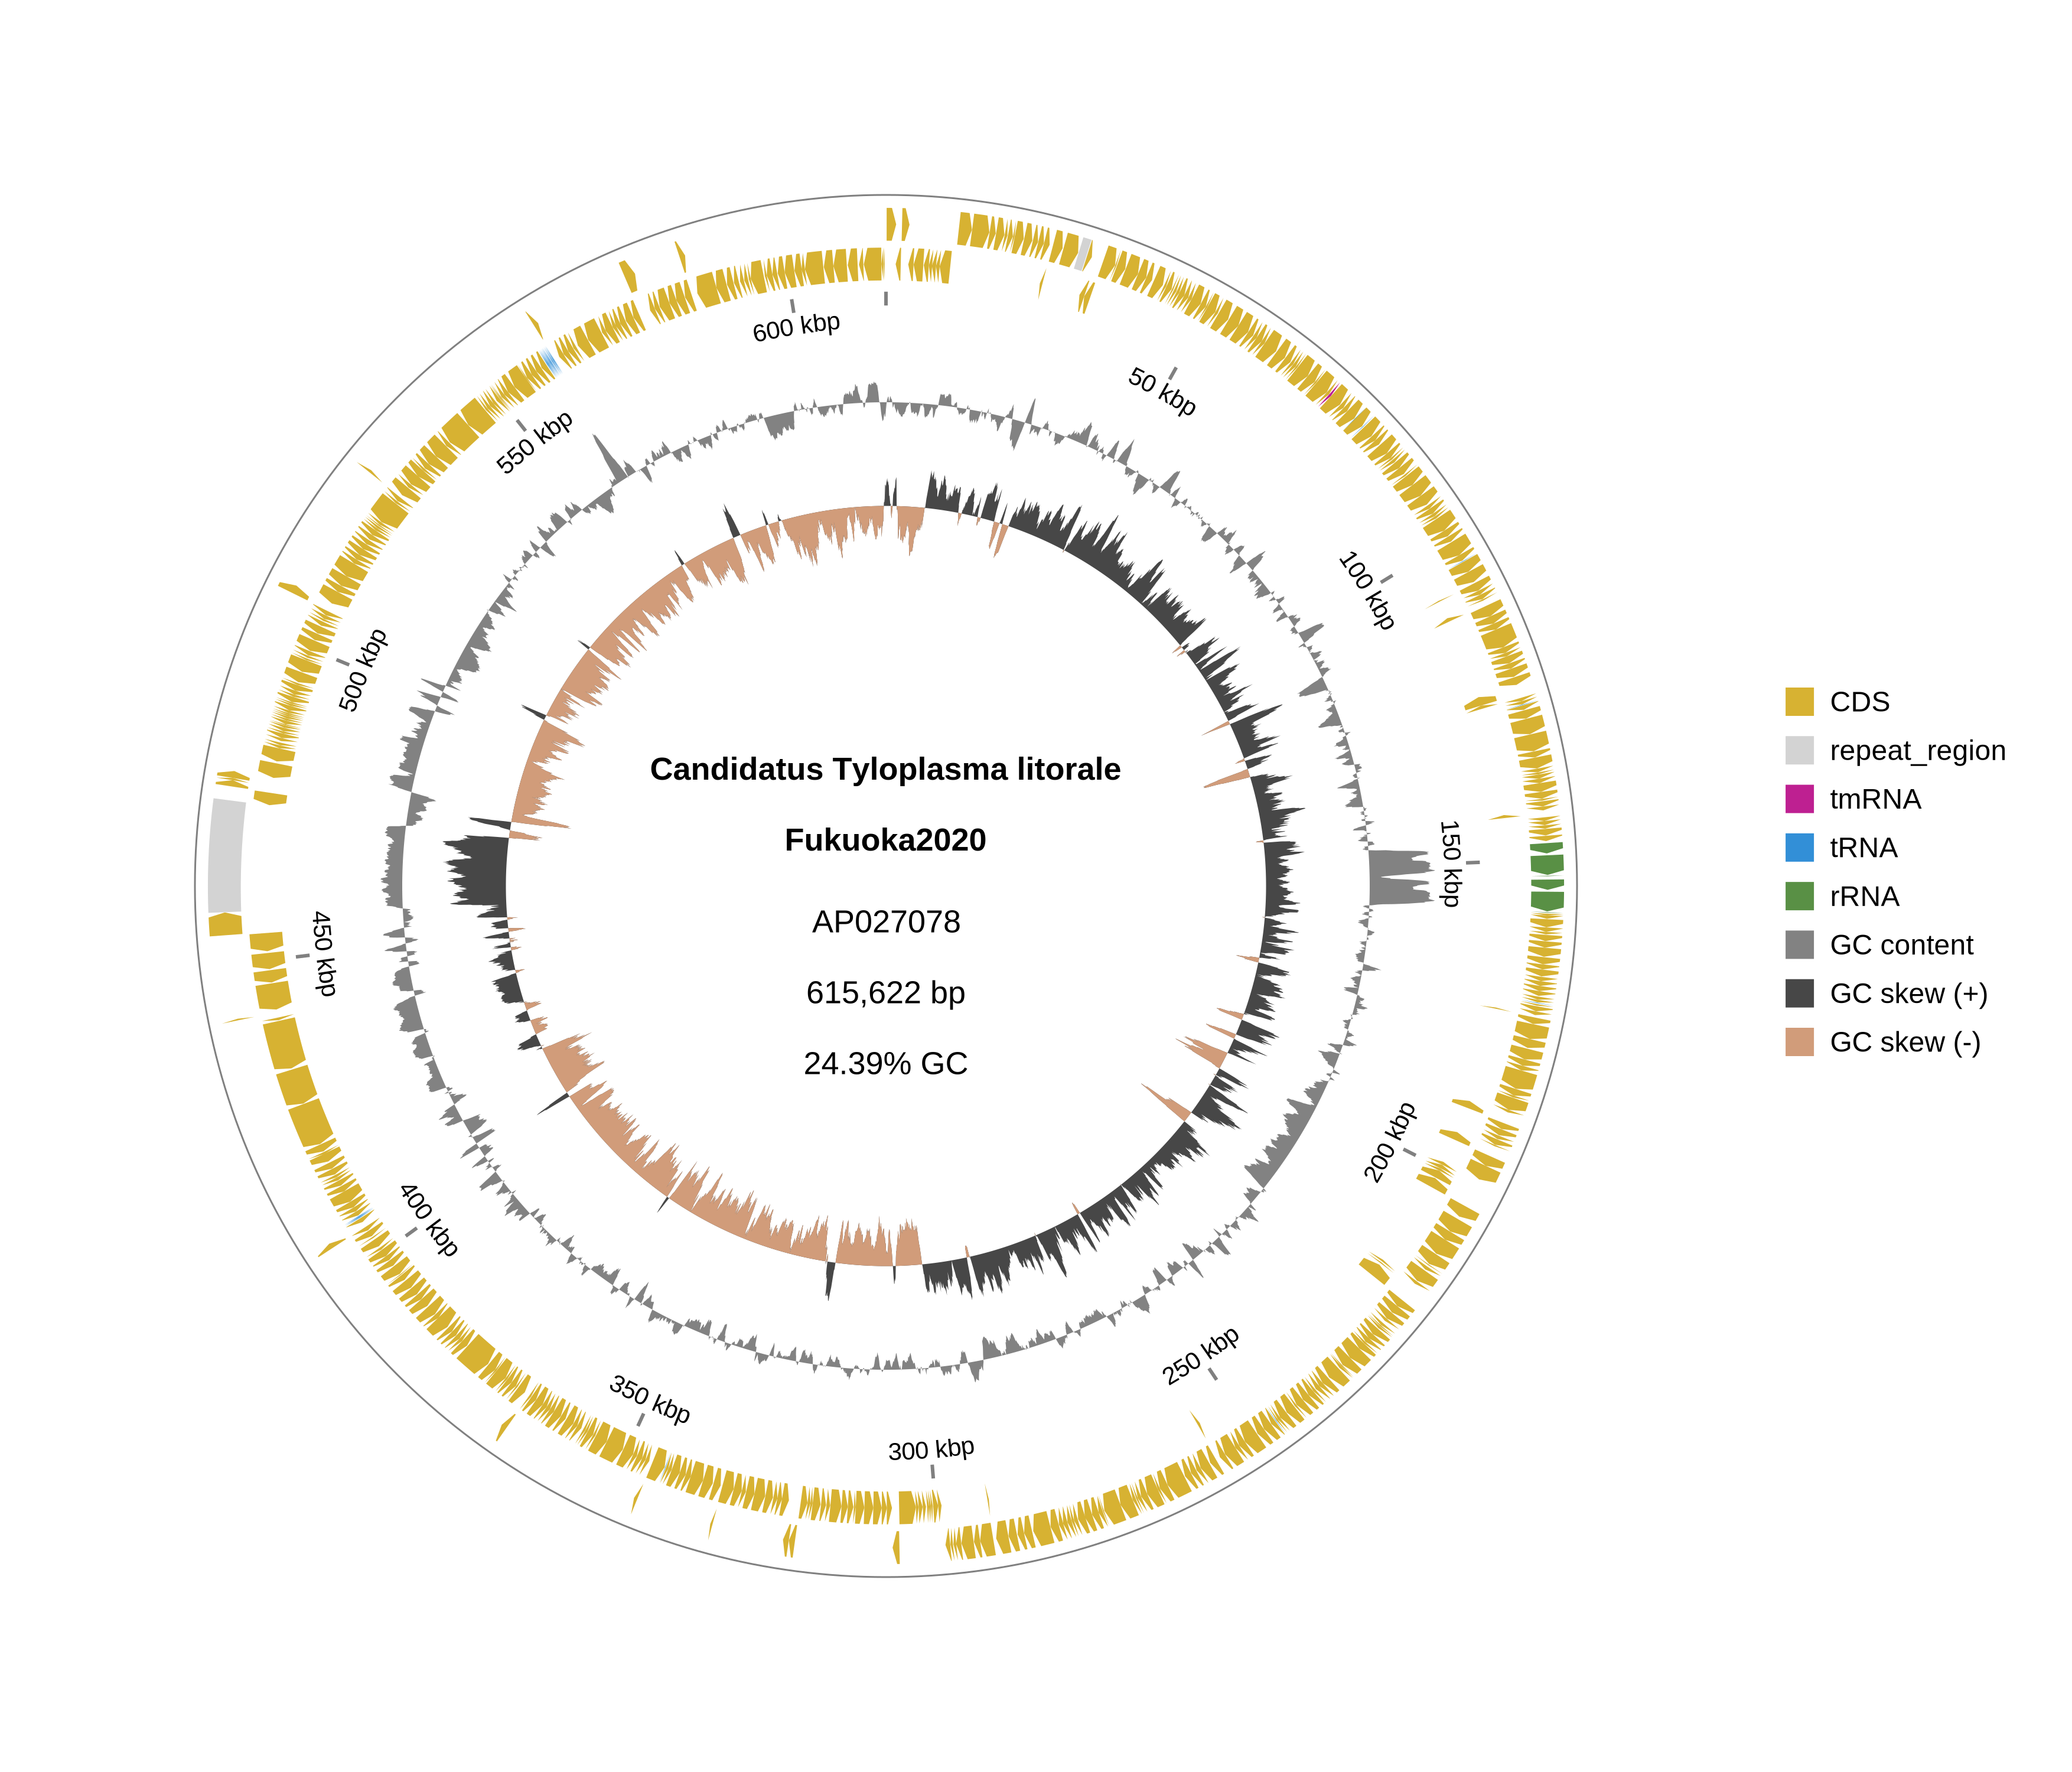 Candidatus Tyloplasma litorale
Fukuoka2020
AP027078
615,622 bp
24.39% GC
50 kbp
100 kbp
150 kbp
200 kbp
250 kbp
300 kbp
350 kbp
400 kbp
450 kbp
500 kbp
550 kbp
600 kbp
CDS
repeat_region
tmRNA
tRNA
rRNA
GC content
GC skew (+)
GC skew (-)